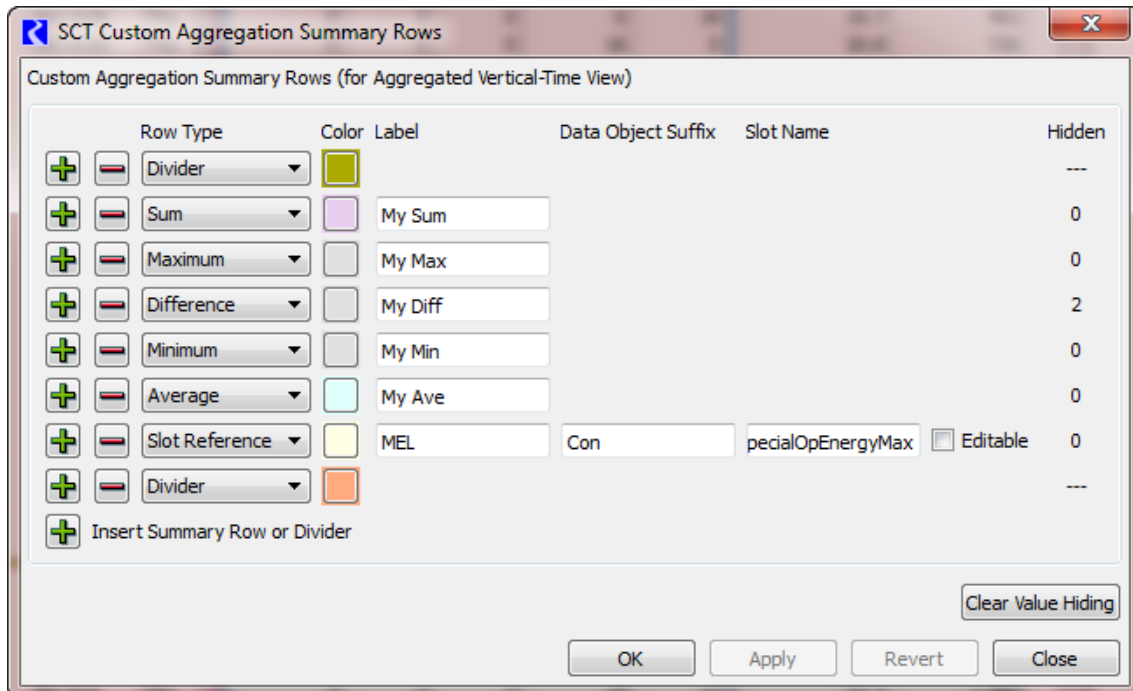 SCT Custom Aggregation Summary Rows
Custom Aggregation Summary Rows (for Aggregated Vertical-Time View)
Row Type Color Label Data Object Suffix Slot Name Hidden
Divider ---
Sum My Sum 0
Maximum My Max 0
Difference My Diff 2
Minimum My Min 0
Average My Ave 0
Slot Reference MEL Con pecialOpEnergyMax Editable 0
Divider ---
Insert Summary Row or Divider
Clear Value Hiding
OK Apply Revert Close